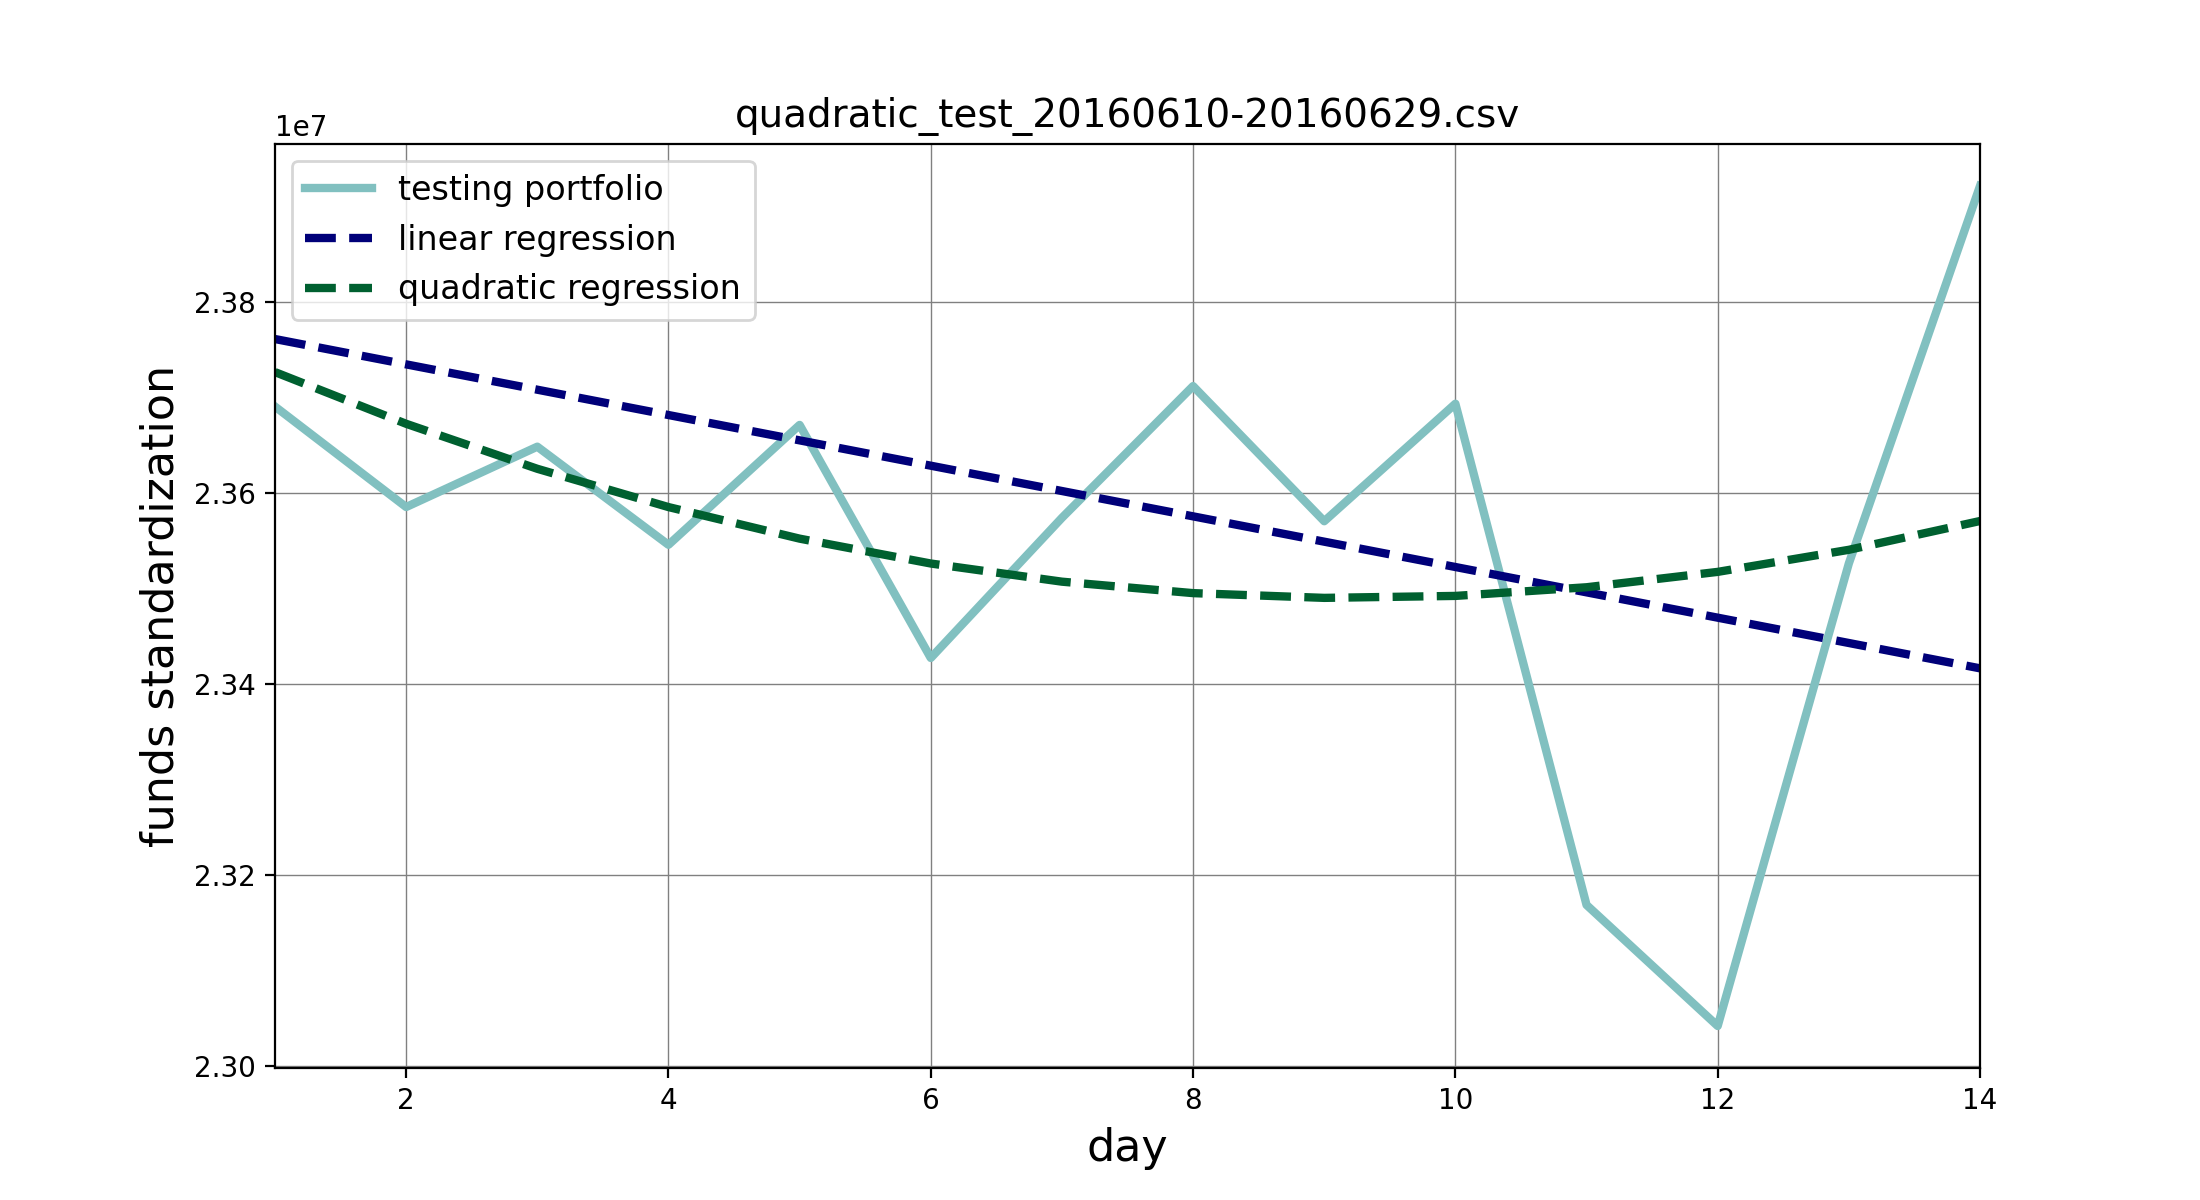 quadratic_test_20160610-20160629.csv
1e7
testing portfolio
linear regression
quadratic regression
2.38
2.36
2.34
2.32
2.30
funds standardization
2 4 6 8 10 12 14
day